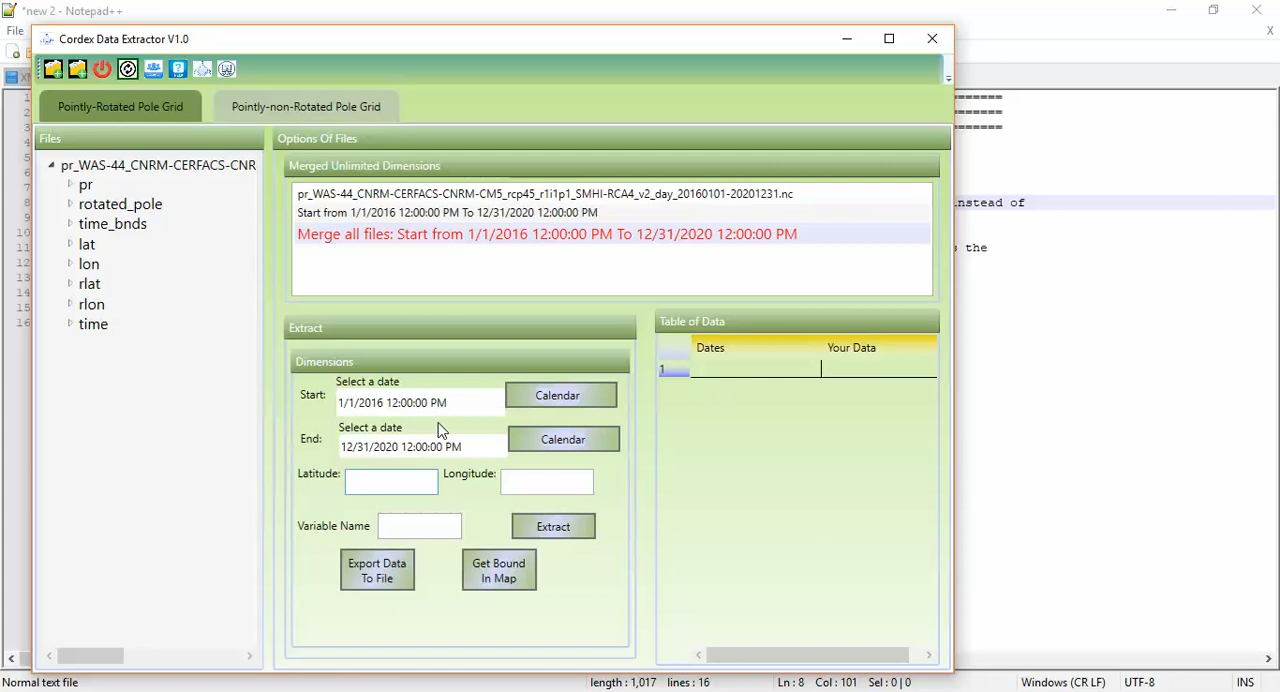 *new 2 - Notepad++
File
Cordex Data Extractor V1.0
Pointly-Rotated Pole Grid
Pointly-non-Rotated Pole Grid
Files
pr_WAS-44_CNRM-CERFACS-CNR
pr
rotated_pole
time_bnds
lat
lon
rlat
rlon
time
Options Of Files
Merged Unlimited Dimensions
pr_WAS-44_CNRM-CERFACS-CNRM-CM5_rcp45_r1i1p1_SMHI-RCA4_v2_day_20160101-20201231.nc
Start from 1/1/2016 12:00:00 PM To 12/31/2020 12:00:00 PM
Merge all files: Start from 1/1/2016 12:00:00 PM To 12/31/2020 12:00:00 PM
Extract
Dimensions
Select a date
Start: 1/1/2016 12:00:00 PM Calendar
Select a date
End: 12/31/2020 12:00:00 PM Calendar
Latitude: Longitude:
Variable Name Extract
Export Data
To File
Get Bound
In Map
Table of Data
Dates Your Data
1
=======
=======
=======
instead of
the
Normal text file length : 1,017 lines : 16 Ln : 8 Col : 101 Sel : 0 | 0 Windows (CR LF) UTF-8 INS